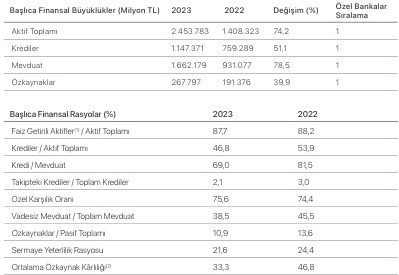 Başlıca Finansal Büyüklükler (Milyon TL) 2023 2022 Değişim (%) Özel Bankalar Sıralama
Aktif Toplamı 2.453.783 1.408.323 74,2 1
Krediler 1.147.371 759.289 51,1 1
Mevduat 1.662.179 931.077 78,5 1
Özkaynaklar 267.797 191.376 39,9 1
Başlıca Finansal Rasyolar (%) 2023 2022
Faiz Getirili Aktifler⁽¹⁾ / Aktif Toplamı 87,7 88,2
Krediler / Aktif Toplamı 46,8 53,9
Kredi / Mevduat 69,0 81,5
Takipteki Krediler / Toplam Krediler 2,1 3,0
Özel Karşılık Oranı 75,6 74,4
Vadesiz Mevduat / Toplam Mevduat 38,5 45,5
Özkaynaklar / Pasif Toplamı 10,9 13,6
Sermaye Yeterlilik Rasyosu 21,6 24,4
Ortalama Özkaynak Kârlılığı⁽²⁾ 33,3 46,8